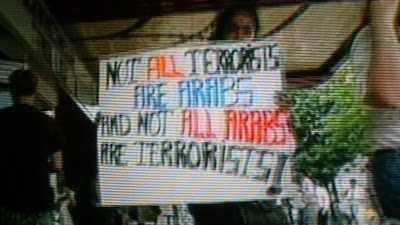 NOT ALL TERRORISTS
ARE ARABS
AND NOT ALL ARABS
ARE TERRORISTS!